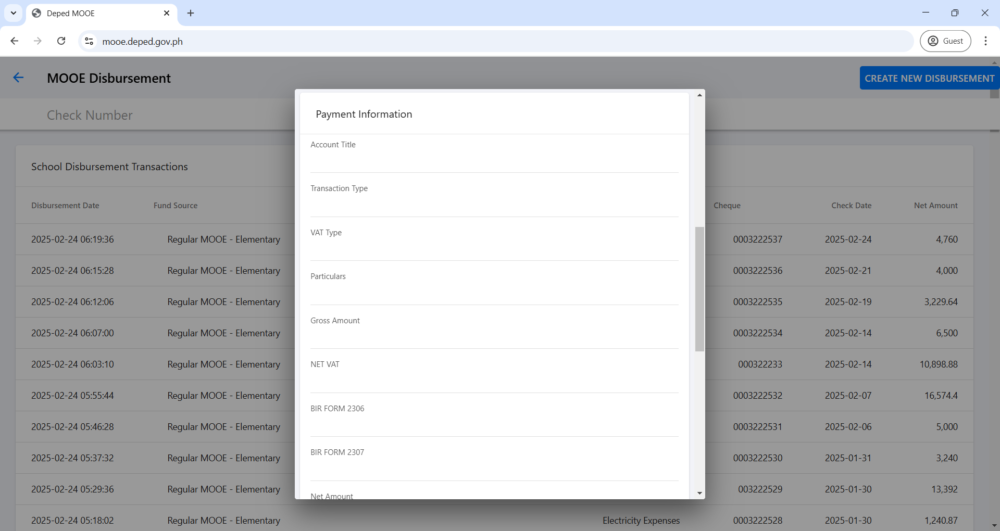 Deped MOOE
mooe.deped.gov.ph
Guest
MOOE Disbursement
CREATE NEW DISBURSEMENT
Check Number
School Disbursement Transactions
Disbursement Date Fund Source Cheque Check Date Net Amount
2025-02-24 06:19:36 Regular MOOE - Elementary 0003222537 2025-02-24 4,760
2025-02-24 06:15:28 Regular MOOE - Elementary 0003222536 2025-02-21 4,000
2025-02-24 06:12:06 Regular MOOE - Elementary 0003222535 2025-02-19 3,229.64
2025-02-24 06:07:00 Regular MOOE - Elementary 0003222534 2025-02-14 6,500
2025-02-24 06:03:10 Regular MOOE - Elementary 000322233 2025-02-14 10,898.88
2025-02-24 05:55:44 Regular MOOE - Elementary 0003222532 2025-02-07 16,574.4
2025-02-24 05:46:28 Regular MOOE - Elementary 0003222531 2025-02-06 5,000
2025-02-24 05:37:32 Regular MOOE - Elementary 0003222530 2025-01-31 3,240
2025-02-24 05:29:36 Regular MOOE - Elementary 003222529 2025-01-30 13,392
2025-02-24 05:18:02 Regular MOOE - Elementary Electricity Expenses 0003222528 2025-01-30 1,240.87
Payment Information
Account Title
Transaction Type
VAT Type
Particulars
Gross Amount
NET VAT
BIR FORM 2306
BIR FORM 2307
Net Amount